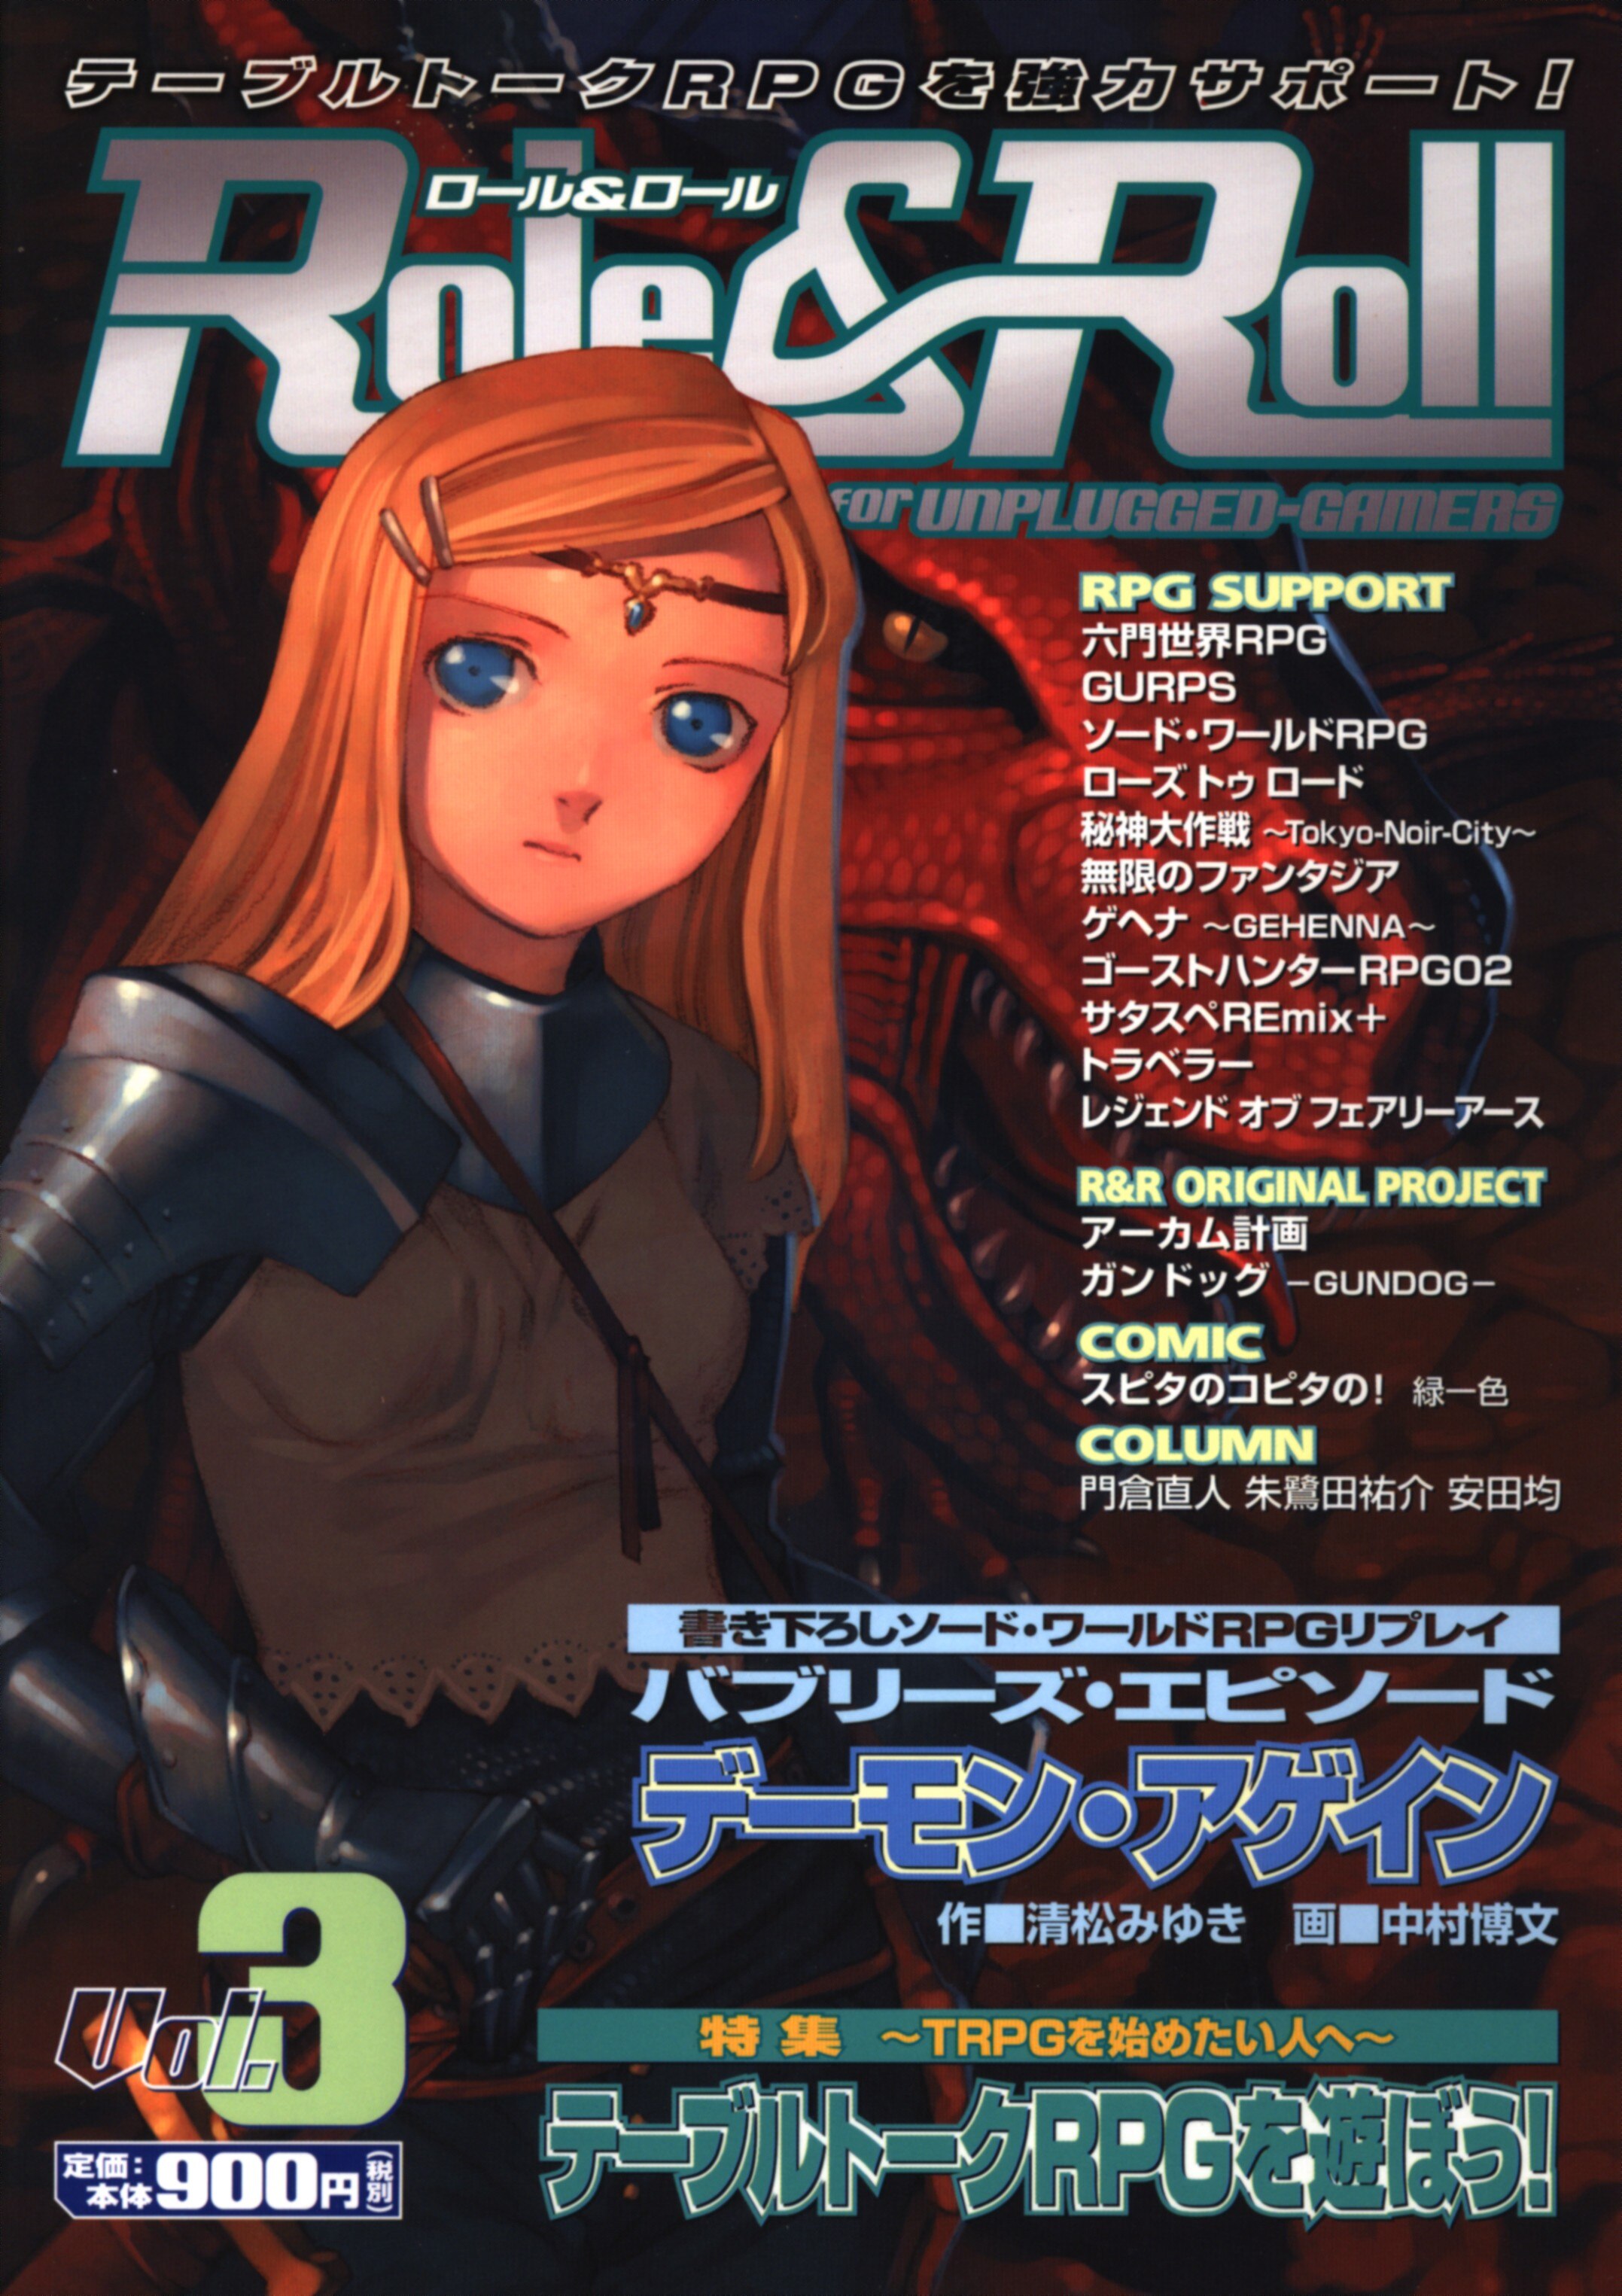 テーブルトークRPGを強力サポート!
ロール&ロール
Role&Roll
for UNPLUGGED-GAMERS
RPG SUPPORT
六門世界RPG
GURPS
ソード・ワールドRPG
ローズ トゥ ロード
秘神大作戦 ～Tokyo-Noir-City～
無限のファンタジア
ゲヘナ ～GEHENNA～
ゴーストハンターRPG02
サタスペREmix＋
トラベラー
レジェンド オブ フェアリーアース
R&R ORIGINAL PROJECT
アーカム計画
ガンドッグ －GUNDOG－
COMIC
スピタのコピタの! 緑一色
COLUMN
門倉直人 朱鷺田祐介 安田均
書き下ろしソード・ワールドRPGリプレイ
バブリーズ・エピソード
デーモン・アゲイン
作■清松みゆき 画■中村博文
特集 ～TRPGを始めたい人へ～
テーブルトークRPGを遊ぼう!
Vol.3
定価：本体900円(税別)